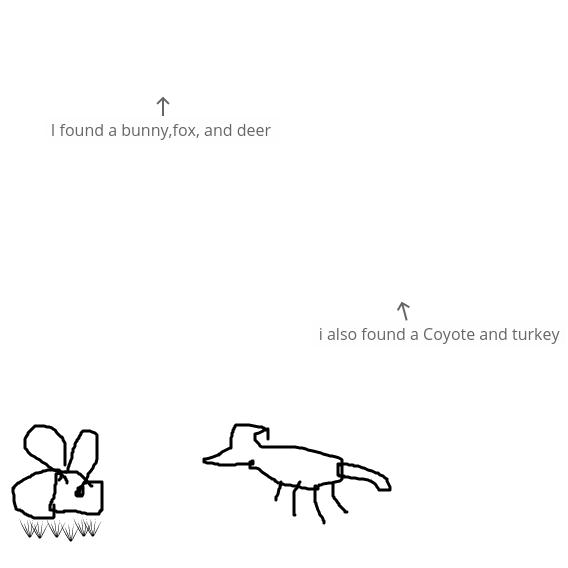 I found a bunny,fox, and deer
i also found a Coyote and turkey